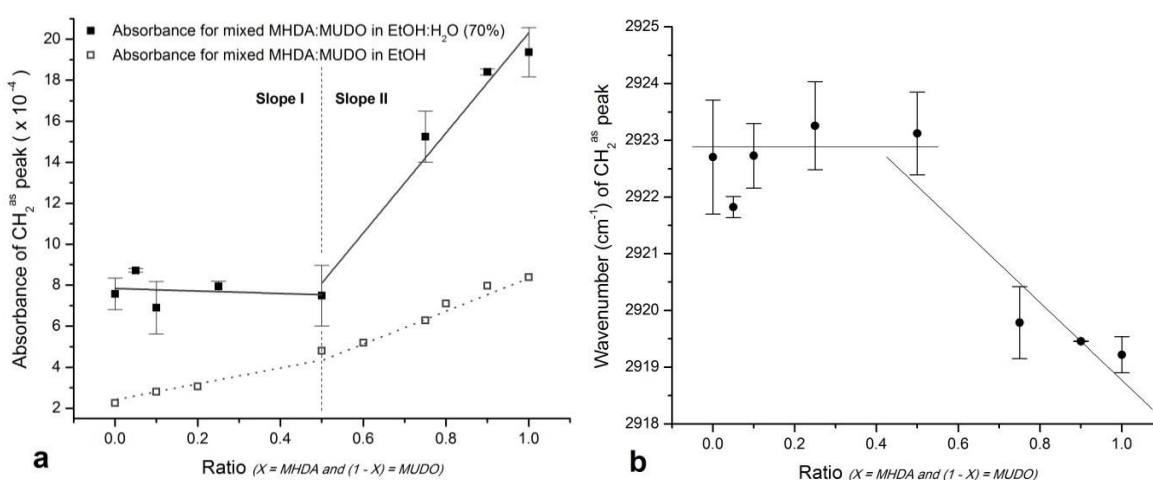 Absorbance for mixed MHDA:MUDO in EtOH:H₂O (70%)
Absorbance for mixed MHDA:MUDO in EtOH
Slope I
Slope II
Absorbance of CH₂ᵃˢ peak ( x 10⁻⁴)
20
18
16
14
12
10
8
6
4
2
0.0 0.2 0.4 0.6 0.8 1.0
Ratio (X = MHDA and (1 - X) = MUDO)
a
Wavenumber (cm⁻¹) of CH₂ᵃˢ peak
2925
2924
2923
2922
2921
2920
2919
2918
0.0 0.2 0.4 0.6 0.8 1.0
Ratio (X = MHDA and (1 - X) = MUDO)
b